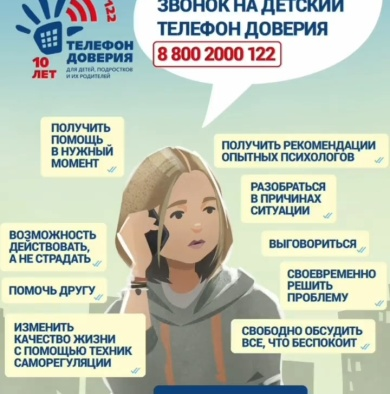 ЗВОНОК НА ДЕТСКИЙ
ТЕЛЕФОН ДОВЕРИЯ
8 800 2000 122
122
ТЕЛЕФОН
ДОВЕРИЯ
10
ЛЕТ
ДЛЯ ДЕТЕЙ, ПОДРОСТКОВ
И ИХ РОДИТЕЛЕЙ
ПОЛУЧИТЬ
ПОМОЩЬ
В НУЖНЫЙ
МОМЕНТ
ПОЛУЧИТЬ РЕКОМЕНДАЦИИ
ОПЫТНЫХ ПСИХОЛОГОВ
РАЗОБРАТЬСЯ
В ПРИЧИНАХ
СИТУАЦИИ
ВОЗМОЖНОСТЬ
ДЕЙСТВОВАТЬ,
А НЕ СТРАДАТЬ
ВЫГОВОРИТЬСЯ
ПОМОЧЬ ДРУГУ
СВОЕВРЕМЕННО
РЕШИТЬ
ПРОБЛЕМУ
ИЗМЕНИТЬ
КАЧЕСТВО ЖИЗНИ
С ПОМОЩЬЮ ТЕХНИК
САМОРЕГУЛЯЦИИ
СВОБОДНО ОБСУДИТЬ
ВСЕ, ЧТО БЕСПОКОИТ